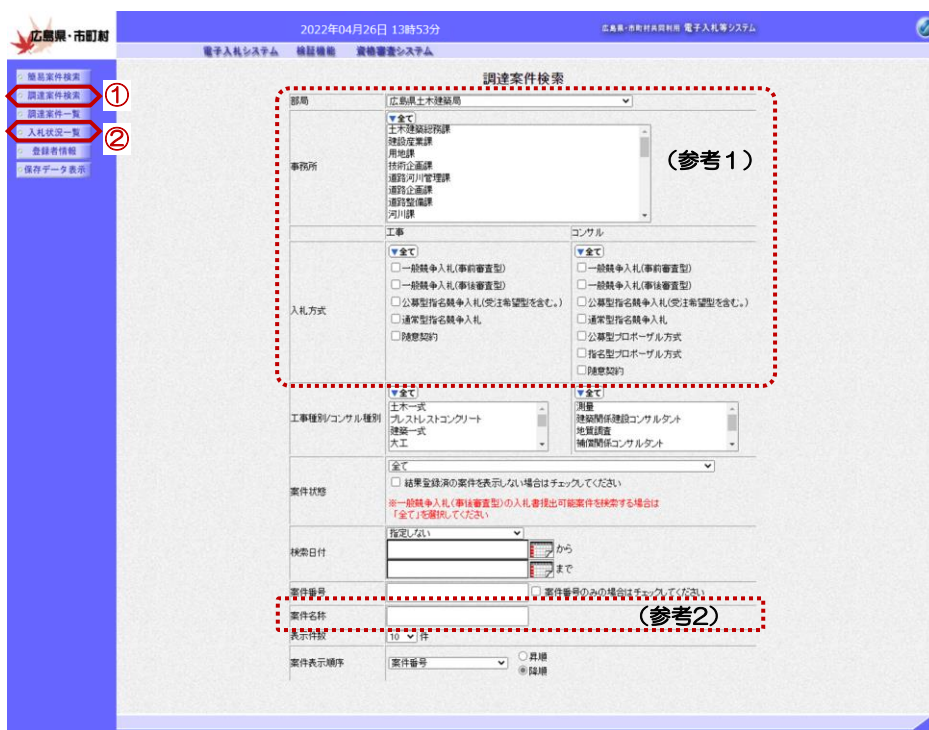 広島県・市町村
2022年04月26日 13時53分
広島県・市町村共同利用 電子入札等システム
電子入札システム 検証機能 資格審査システム
簡易案件検索
調達案件検索
①
調達案件一覧
入札状況一覧
②
登録者情報
保存データ表示
調達案件検索
部局
広島県土木建築局
事務所
▼全て
土木建築総務課
建設産業課
用地課
技術企画課
道路河川管理課
道路企画課
道路整備課
河川課
(参考1)
工事 コンサル
入札方式
▼全て
一般競争入札(事前審査型)
一般競争入札(事後審査型)
公募型指名競争入札(受注希望型を含む。)
通常型指名競争入札
随意契約
▼全て
一般競争入札(事前審査型)
一般競争入札(事後審査型)
公募型指名競争入札(受注希望型を含む。)
通常型指名競争入札
公募型プロポーザル方式
指名型プロポーザル方式
随意契約
工事種別/コンサル種別
▼全て
土木一式
プレストレストコンクリート
建築一式
大工
▼全て
測量
建築関係建設コンサルタント
地質調査
補償関係コンサルタント
案件状態
全て
結果登録済の案件を表示しない場合はチェックしてください
※一般競争入札(事後審査型)の入札書提出可能案件を検索する場合は
「全て」を選択してください
検索日付
指定しない
から
まで
案件番号
案件番号のみの場合はチェックしてください
案件名称
(参考2)
表示件数
10 件
案件表示順序
案件番号
昇順
降順